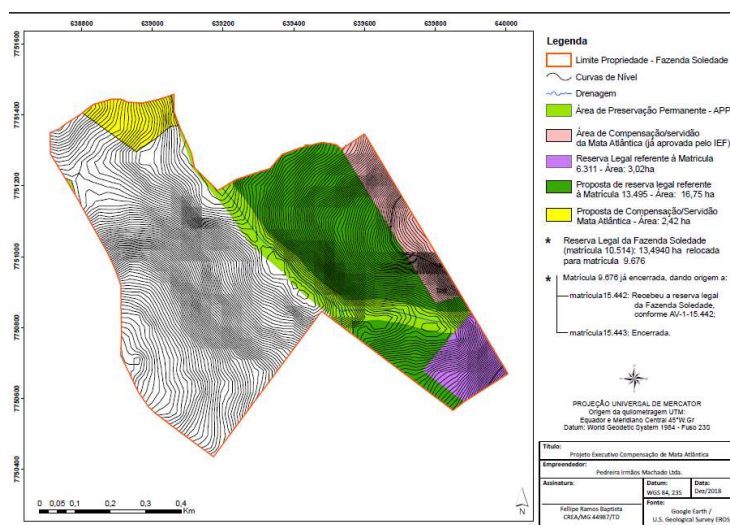 638800 639000 639200 639400 639600 639800 640000
7751600
7751400
7751200
7751000
7750800
7750600
7750400
0 0,05 0,1 0,2 0,3 0,4
Km
N
Legenda
Limite Propriedade - Fazenda Soledade
Curvas de Nível
Drenagem
Área de Preservação Permanente - APP
Área de Compensação/servidão
da Mata Atlântica (já aprovada pelo IEF)
Reserva Legal referente à Matricula
6.311 - Área: 3,02ha
Proposta de reserva legal referente
à Matrícula 13.495 - Área: 16,75 ha
Proposta de Compensação/Servidão
Mata Atlântica - Área: 2,42 ha
* Reserva Legal da Fazenda Soledade
(matrícula 10.514): 13,4940 ha relocada
para matrícula 9.676
* Matrícula 9.676 já encerrada, dando origem a:
matrícula15.442: Recebeu a reserva legal
da Fazenda Soledade,
conforme AV-1-15.442;
matrícula15.443: Encerrada.
PROJEÇÃO UNIVERSAL DE MERCATOR
Origem da quilometragem UTM:
Equador e Meridiano Central 45°W.Gr
Datum: World Geodetic System 1984 - Fuso 23S
Título:
Projeto Executivo Compensação de Mata Atlântica
Empreendedor:
Pedreira Irmãos Machado Ltda.
Assinatura:
Fellipe Ramos Baptista
CREA/MG 44987/TD
Datum:
WGS 84, 23S
Data:
Dez/2018
Fonte:
Google Earth /
U.S. Geological Survey EROS